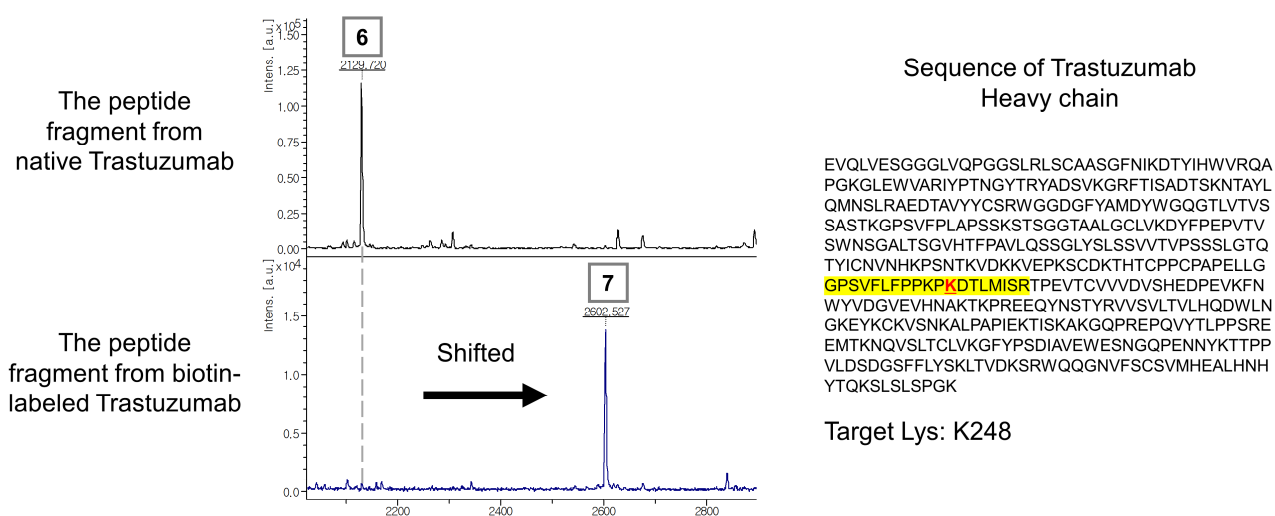 The peptide
fragment from
native Trastuzumab
The peptide
fragment from biotin-
labeled Trastuzumab
Intens. [a.u.]
x10^5
1.50
1.25
1.00
0.75
0.50
0.25
0.00
6
2129.720
Intens. [a.u.]
x10^4
1.5
1.0
0.5
0.0
7
2602.527
Shifted
2200
2400
2600
2800
Sequence of Trastuzumab
Heavy chain
EVQLVESGGGLVQPGGSLRLSCAASGFNIKDTYIHWVRQA
PGKGLEWVARIYPTNGYTRYADSVKGRFTISADTSKNTAYL
QMNSLRAEDTAVYYCSRWGGDGFYAMDYWGQGTLVTVS
SASTKGPSVFPLAPSSKSTSGGTAALGCLVKDYFPEPVTV
SWNSGALTSGVHTFPAVLQSSGLYSLSSVVTVPSSSLGTQ
TYICNVNHKPSNTKVDKKVEPKSCDKTHTCPPCPAPELLG
GPSVFLFPPKPKDTLMISRTPEVTCVVVDVSHEDPEVKFN
WYVDGVEVHNAKTKPREEQYNSTYRVVSVLTVLHQDWLN
GKEYKCKVSNKALPAPIEKTISKAKGQPREPQVYTLPPSRE
EMTKNQVSLTCLVKGFYPSDIAVEWESNGQPENNYKTTPP
VLDSDGSFFLYSKLTVDKSRWQQGNVFSCSVMHEALHNH
YTQKSLSLSPGK
Target Lys: K248